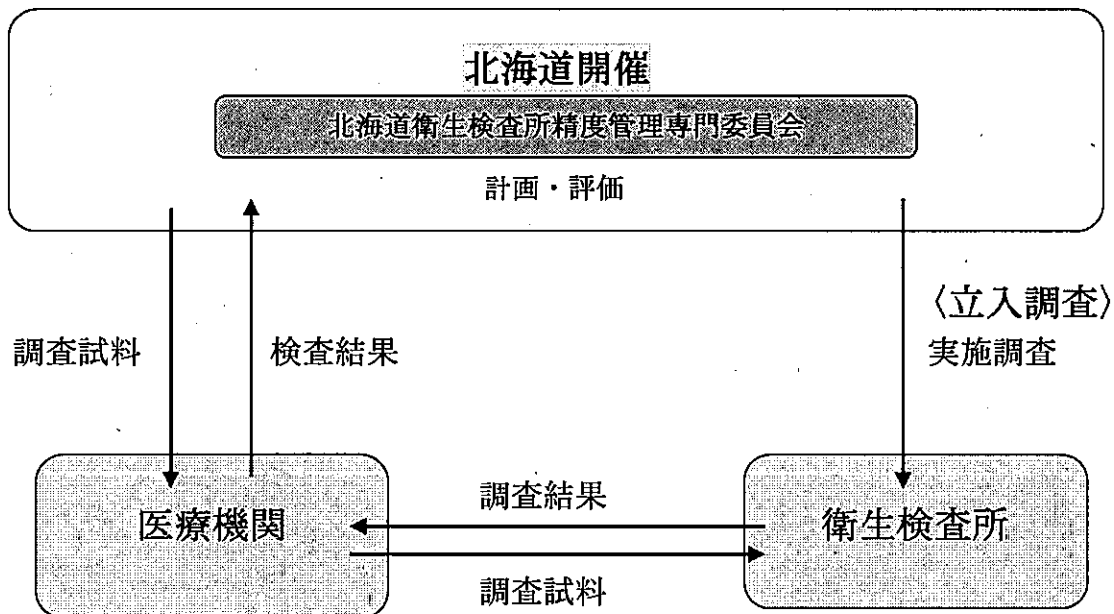 北海道開催
北海道衛生検査所精度管理専門委員会
計画・評価
〈立入調査〉
調査試料
検査結果
実施調査
調査結果
医療機関
衛生検査所
調査試料